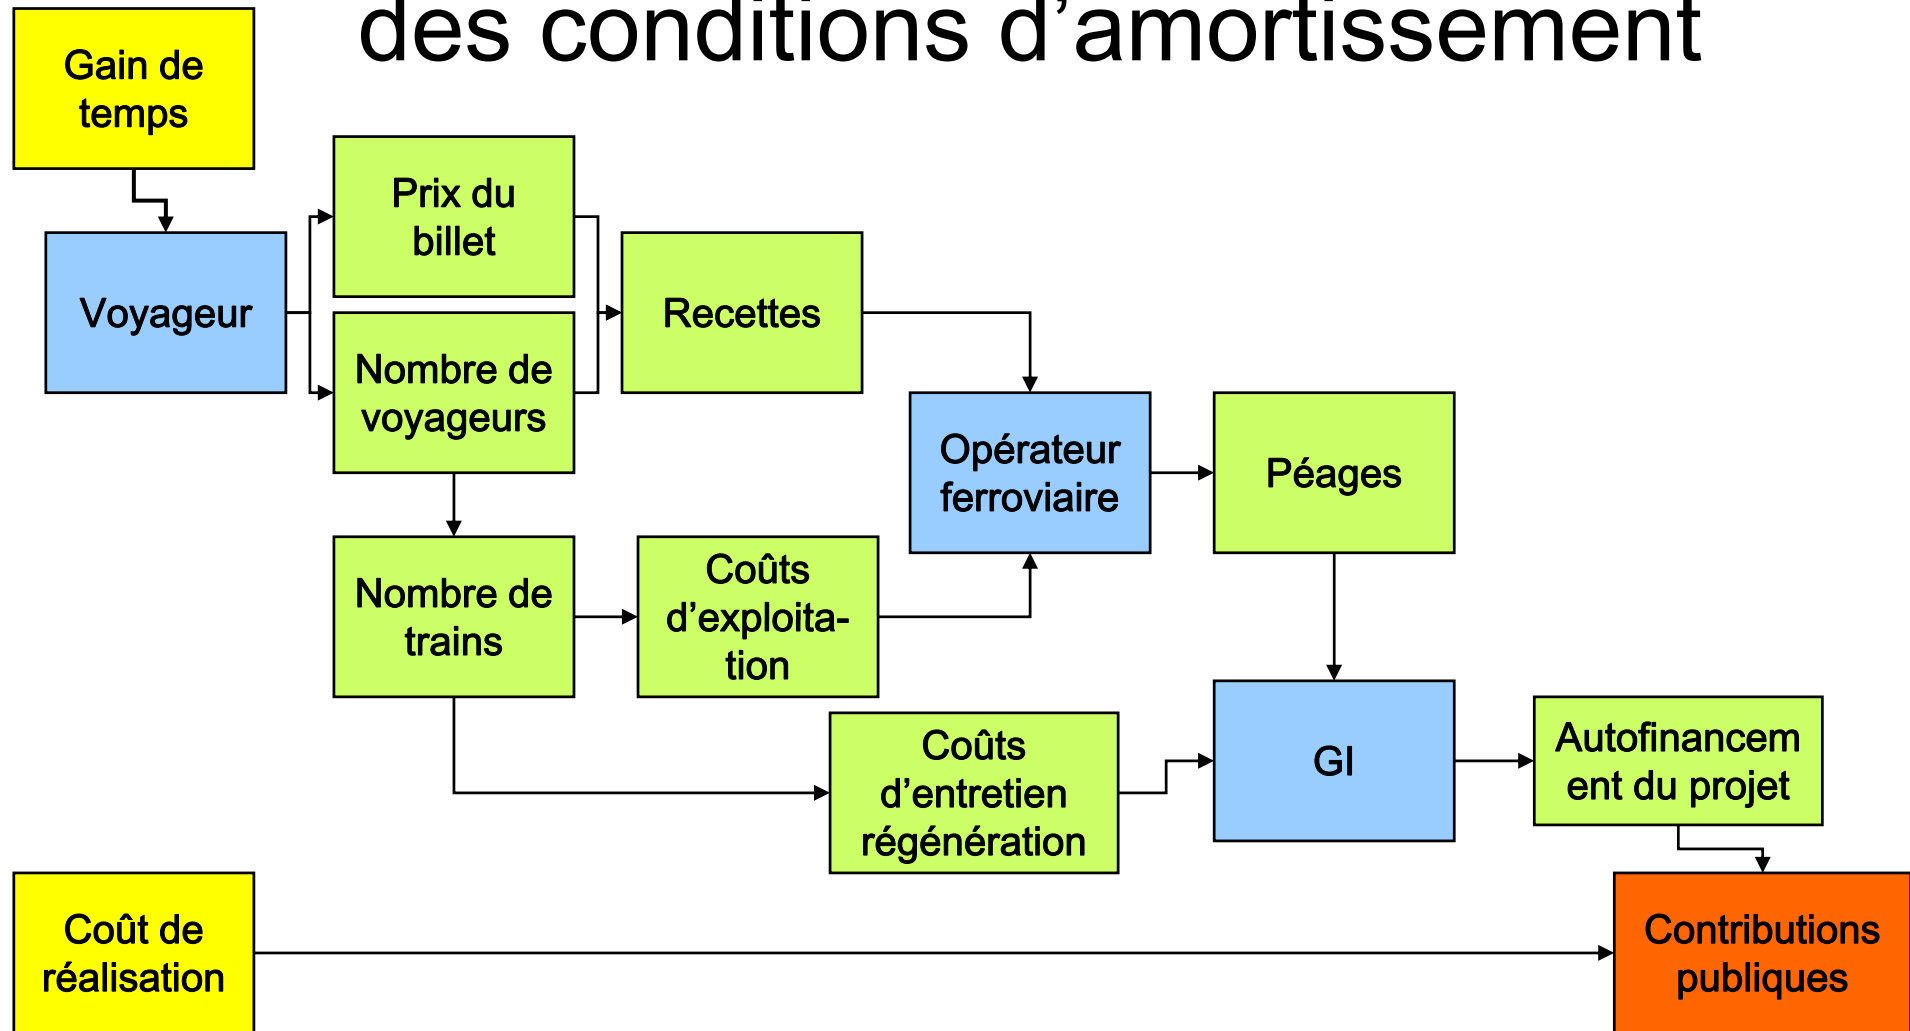 des conditions d’amortissement
Gain de
temps
Prix du
billet
Voyageur
Recettes
Nombre de
voyageurs
Opérateur
ferroviaire
Péages
Nombre de
trains
Coûts
d’exploita-
tion
Coûts
d’entretien
régénération
GI
Autofinancem
ent du projet
Coût de
réalisation
Contributions
publiques